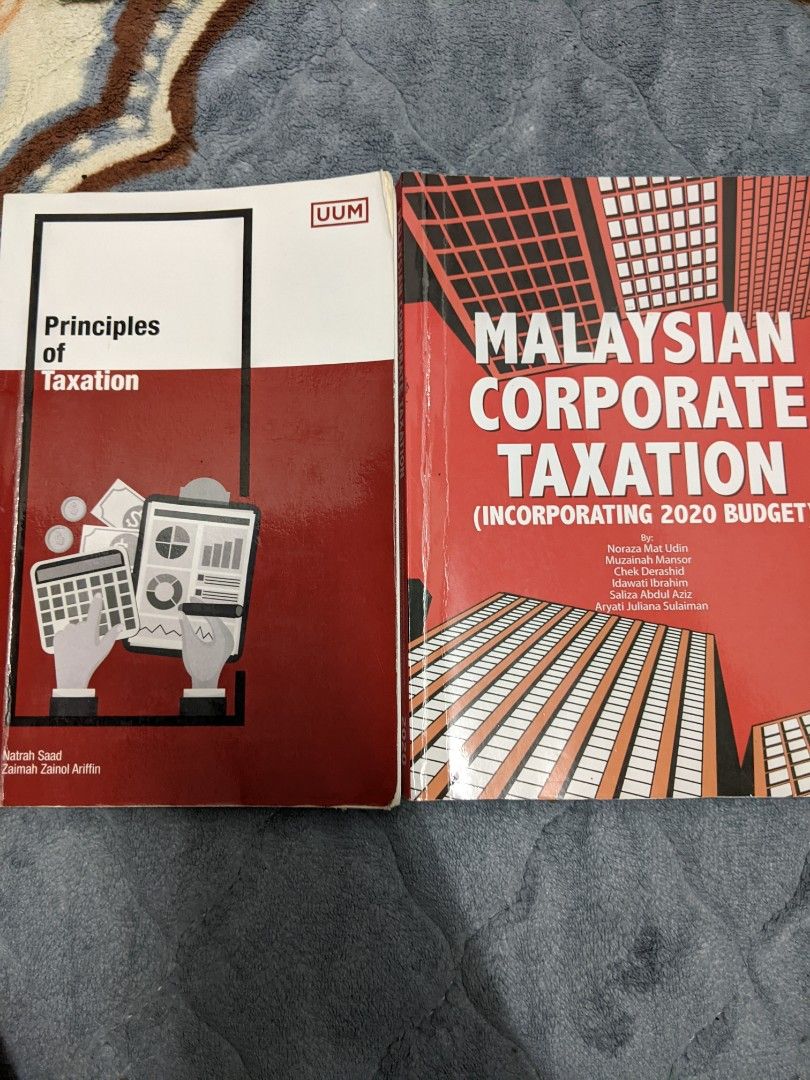 UUM
Principles
of
Taxation
Natrah Saad
Zaimah Zainol Ariffin
MALAYSIAN
CORPORATE
TAXATION
(INCORPORATING 2020 BUDGET)
By:
Noraza Mat Udin
Muzainah Mansor
Chek Derashid
Idawati Ibrahim
Saliza Abdul Aziz
Aryati Juliana Sulaiman